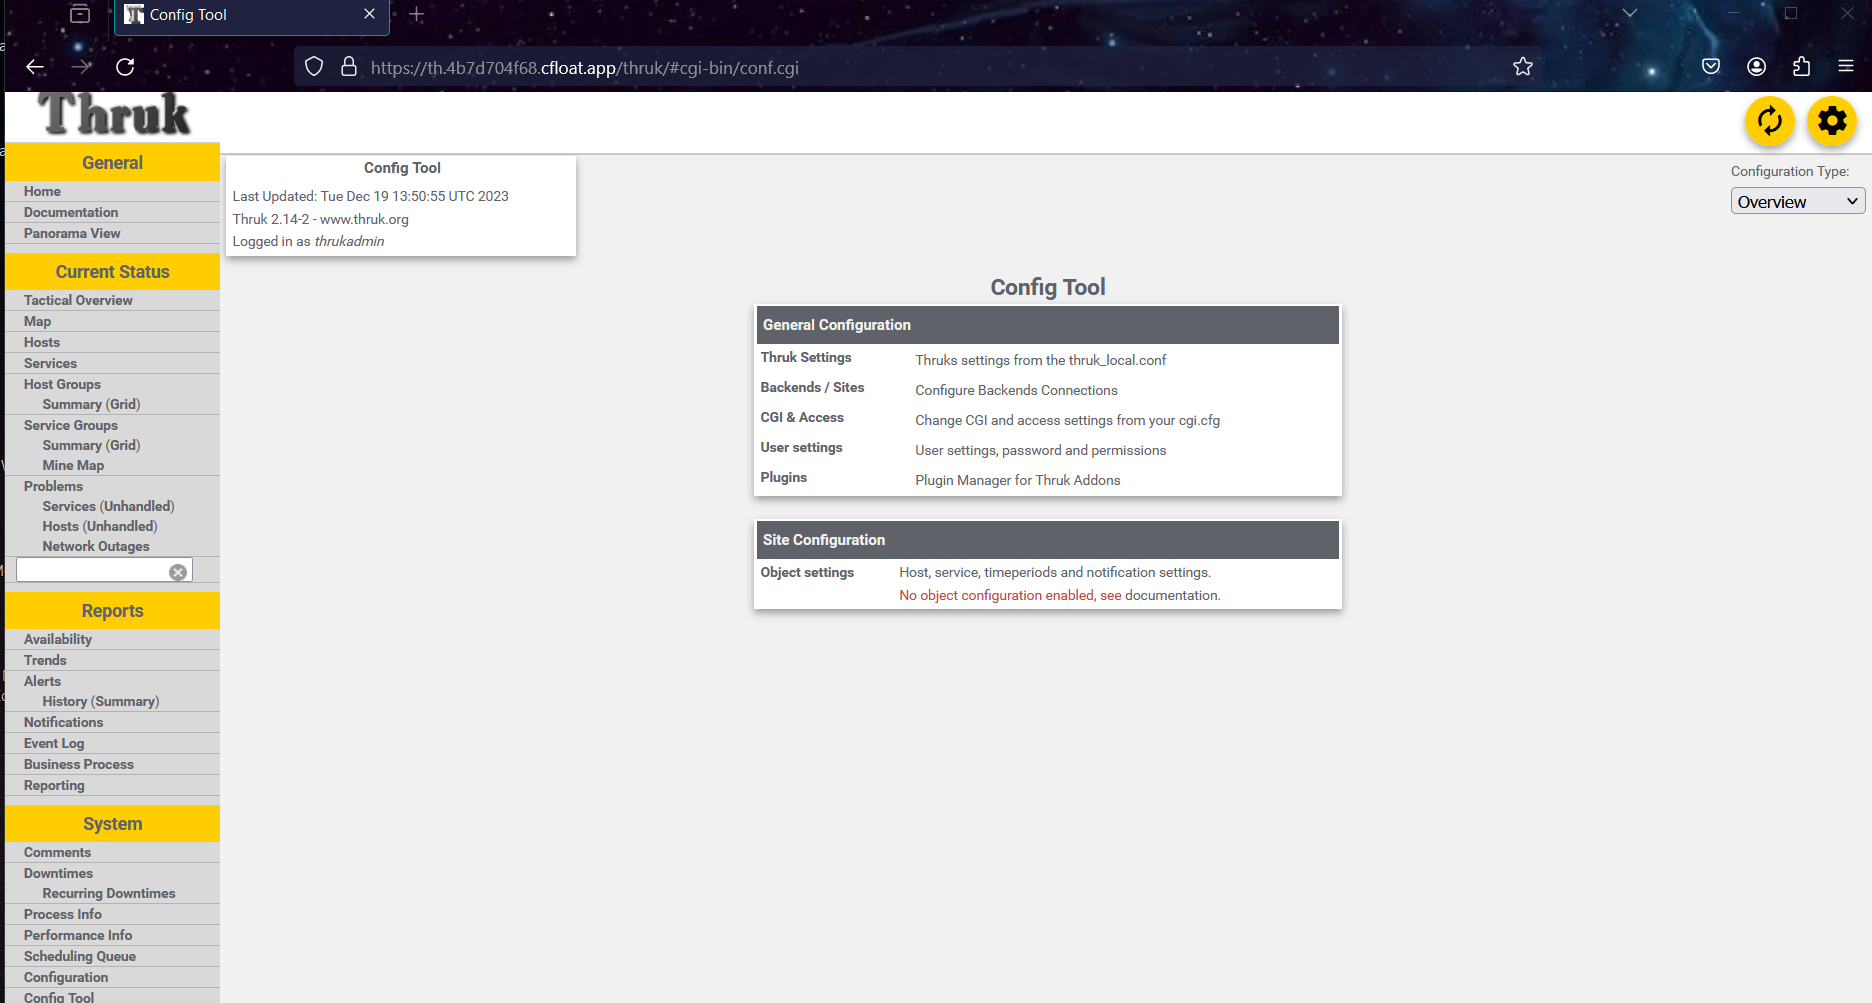 Config Tool
https://th.4b7d704f68.cfloat.app/thruk/#cgi-bin/conf.cgi
Thruk
General
Home
Documentation
Panorama View
Current Status
Tactical Overview
Map
Hosts
Services
Host Groups
Summary (Grid)
Service Groups
Summary (Grid)
Mine Map
Problems
Services (Unhandled)
Hosts (Unhandled)
Network Outages
Reports
Availability
Trends
Alerts
History (Summary)
Notifications
Event Log
Business Process
Reporting
System
Comments
Downtimes
Recurring Downtimes
Process Info
Performance Info
Scheduling Queue
Configuration
Config Tool
Config Tool
Last Updated: Tue Dec 19 13:50:55 UTC 2023
Thruk 2.14-2 - www.thruk.org
Logged in as thrukadmin
Configuration Type:
Overview
Config Tool
General Configuration
Thruk Settings Thruks settings from the thruk_local.conf
Backends / Sites Configure Backends Connections
CGI & Access Change CGI and access settings from your cgi.cfg
User settings User settings, password and permissions
Plugins Plugin Manager for Thruk Addons
Site Configuration
Object settings Host, service, timeperiods and notification settings.
No object configuration enabled, see documentation.